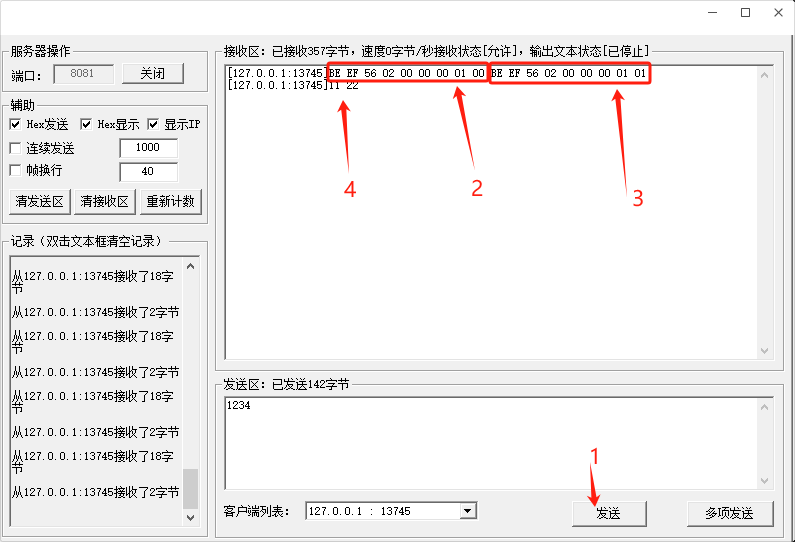 服务器操作
端口： 8081 关闭
辅助
Hex发送 Hex显示 显示IP
连续发送 1000
帧换行 40
清发送区 清接收区 重新计数
记录（双击文本框清空记录）
从127.0.0.1:13745接收了18字
节
从127.0.0.1:13745接收了2字节
从127.0.0.1:13745接收了18字
节
从127.0.0.1:13745接收了2字节
从127.0.0.1:13745接收了18字
节
从127.0.0.1:13745接收了2字节
从127.0.0.1:13745接收了18字
节
从127.0.0.1:13745接收了2字节
接收区：已接收357字节，速度0字节/秒接收状态[允许]，输出文本状态[已停止]
[127.0.0.1:13745]BE EF 56 02 00 00 00 01 00 BE EF 56 02 00 00 00 01 01
[127.0.0.1:13745]11 22
4
2
3
发送区：已发送142字节
1234
1
客户端列表： 127.0.0.1 : 13745 发送 多项发送